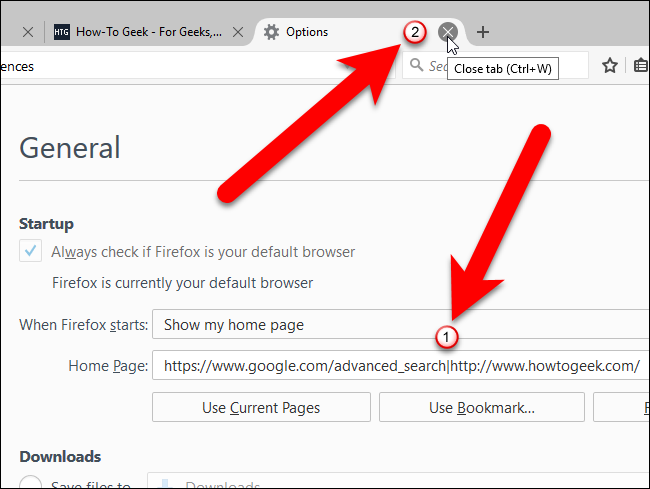 HTG How-To Geek - For Geeks,... Options 2
ences Sea
Close tab (Ctrl+W)
General
Startup
Always check if Firefox is your default browser
Firefox is currently your default browser
When Firefox starts: Show my home page
1
Home Page: https://www.google.com/advanced_search|http://www.howtogeek.com/
Use Current Pages Use Bookmark...
Downloads
Save files to Downloads